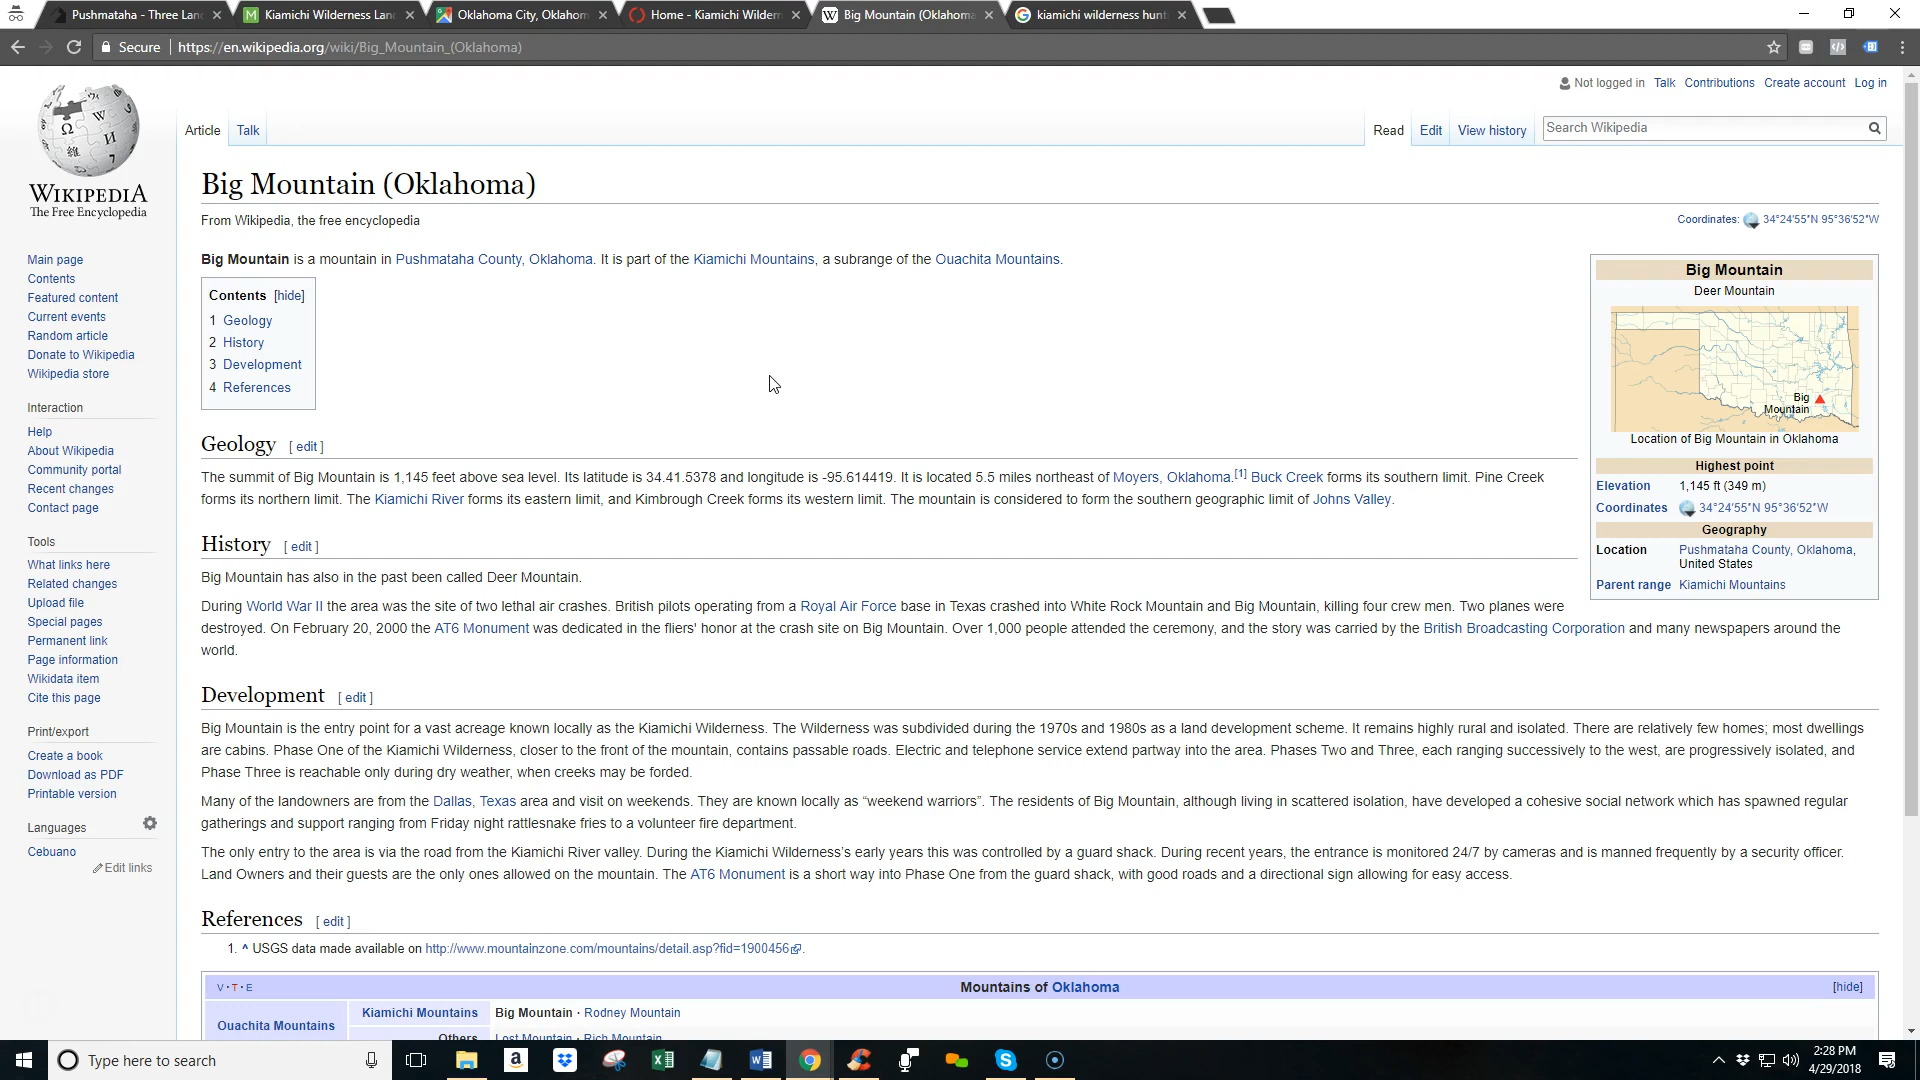 Pushmataha - Three Lan
Kiamichi Wilderness Lan
Oklahoma City, Oklahom
Home - Kiamichi Wildern
Big Mountain (Oklahoma
kiamichi wilderness hunt
Secure
https://en.wikipedia.org/wiki/Big_Mountain_(Oklahoma)
Not logged in Talk Contributions Create account Log in
WIKIPEDIA
The Free Encyclopedia
Article Talk
Read Edit View history
Search Wikipedia
Main page
Contents
Featured content
Current events
Random article
Donate to Wikipedia
Wikipedia store
Interaction
Help
About Wikipedia
Community portal
Recent changes
Contact page
Tools
What links here
Related changes
Upload file
Special pages
Permanent link
Page information
Wikidata item
Cite this page
Print/export
Create a book
Download as PDF
Printable version
Languages
Cebuano
Edit links
Big Mountain (Oklahoma)
From Wikipedia, the free encyclopedia
Coordinates: 34°24′55″N 95°36′52″W
Big Mountain is a mountain in Pushmataha County, Oklahoma. It is part of the Kiamichi Mountains, a subrange of the Ouachita Mountains.
Contents [hide]
1 Geology
2 History
3 Development
4 References
Big Mountain
Deer Mountain
Big
Mountain
Location of Big Mountain in Oklahoma
Highest point
Elevation 1,145 ft (349 m)
Coordinates 34°24′55″N 95°36′52″W
Geography
Location Pushmataha County, Oklahoma,
United States
Parent range Kiamichi Mountains
Geology [ edit ]
The summit of Big Mountain is 1,145 feet above sea level. Its latitude is 34.41.5378 and longitude is -95.614419. It is located 5.5 miles northeast of Moyers, Oklahoma.[1] Buck Creek forms its southern limit. Pine Creek
forms its northern limit. The Kiamichi River forms its eastern limit, and Kimbrough Creek forms its western limit. The mountain is considered to form the southern geographic limit of Johns Valley.
History [ edit ]
Big Mountain has also in the past been called Deer Mountain.
During World War II the area was the site of two lethal air crashes. British pilots operating from a Royal Air Force base in Texas crashed into White Rock Mountain and Big Mountain, killing four crew men. Two planes were
destroyed. On February 20, 2000 the AT6 Monument was dedicated in the fliers' honor at the crash site on Big Mountain. Over 1,000 people attended the ceremony, and the story was carried by the British Broadcasting Corporation and many newspapers around the
world.
Development [ edit ]
Big Mountain is the entry point for a vast acreage known locally as the Kiamichi Wilderness. The Wilderness was subdivided during the 1970s and 1980s as a land development scheme. It remains highly rural and isolated. There are relatively few homes; most dwellings
are cabins. Phase One of the Kiamichi Wilderness, closer to the front of the mountain, contains passable roads. Electric and telephone service extend partway into the area. Phases Two and Three, each ranging successively to the west, are progressively isolated, and
Phase Three is reachable only during dry weather, when creeks may be forded.
Many of the landowners are from the Dallas, Texas area and visit on weekends. They are known locally as “weekend warriors”. The residents of Big Mountain, although living in scattered isolation, have developed a cohesive social network which has spawned regular
gatherings and support ranging from Friday night rattlesnake fries to a volunteer fire department.
The only entry to the area is via the road from the Kiamichi River valley. During the Kiamichi Wilderness’s early years this was controlled by a guard shack. During recent years, the entrance is monitored 24/7 by cameras and is manned frequently by a security officer.
Land Owners and their guests are the only ones allowed on the mountain. The AT6 Monument is a short way into Phase One from the guard shack, with good roads and a directional sign allowing for easy access.
References [ edit ]
1. ^ USGS data made available on http://www.mountainzone.com/mountains/detail.asp?fid=1900456.
V · T · E Mountains of Oklahoma [hide]
Ouachita Mountains
Kiamichi Mountains Big Mountain · Rodney Mountain
Others Lost Mountain · Rich Mountain
Type here to search
2:28 PM
4/29/2018